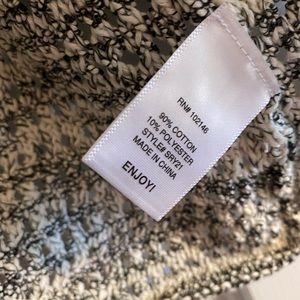 RN# 102146
90% COTTON
10% POLYESTER
STYLE# SRY21
MADE IN CHINA
ENJOY!